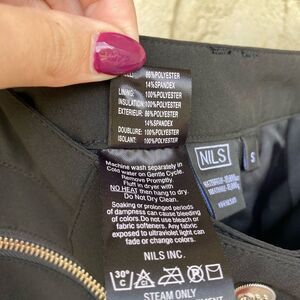 86%POLYESTER
14%SPANDEX
LINING: 100%POLYESTER
INSULATION:100%POLYESTER
EXTERIEUR: 86%POLYESTER
14%SPANDEX
DOUBLURE: 100%POLYESTER
ISOLANT: 100%POLYESTER
NILS
S
Machine wash separately in
Cold water on Gentle Cycle.
Remove Promptly.
Fluff in dryer with
NO HEAT then hang to dry.
Do Not Dry Clean.
Soaking or prolonged periods
of dampness can cause bleeding
of colors.Do not use bleach or
fabric softeners. Any fabric
exposed to ultraviolet light can
fade or change colors.
NILS INC.
30°
C
STEAM ONLY